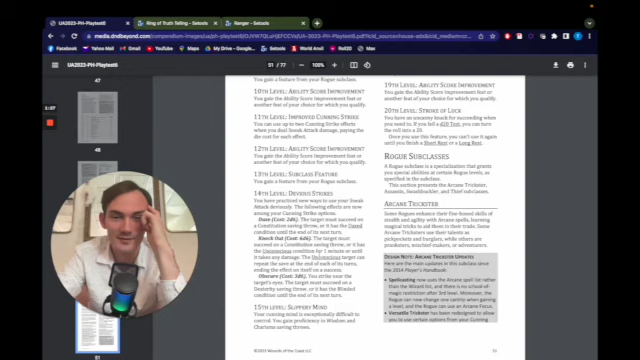 UA2023-PH-Playtest6
Ring of Truth Telling - 5etools
Ranger - 5etools
media.dndbeyond.com/compendium-images/ua/ph-playtest6/
Facebook
Yahoo Mail
Gmail
YouTube
Maps
My Drive - Google...
5etools
World Anvil
Roll20
M&M
UA2023-PH-Playtest6
51 / 77
100%
47
48
51
You gain a feature from your Rogue subclass.
10TH LEVEL: ABILITY SCORE IMPROVEMENT
You gain the Ability Score Improvement feat or
another feat of your choice for which you qualify.
11TH LEVEL: IMPROVED CUNNING STRIKE
You can use up to two Cunning Strike effects
when you deal Sneak Attack damage, paying the
die cost for each effect.
12TH LEVEL: ABILITY SCORE IMPROVEMENT
You gain the Ability Score Improvement feat or
another feat of your choice for which you qualify.
13TH LEVEL: SUBCLASS FEATURE
You gain a feature from your Rogue subclass.
14TH LEVEL: DEVIOUS STRIKES
You have practiced new ways to use your Sneak
Attack deviously. The following effects are now
among your Cunning Strike options.
Daze (Cost: 2d6). The target must succeed on
a Constitution saving throw, or it has the Dazed
condition until the end of its next turn.
Knock Out (Cost: 6d6). The target must
succeed on a Constitution saving throw, or it has
the Unconscious condition for 1 minute or until
it takes any damage. The Unconscious target can
repeat the save at the end of each of its turns,
ending the effect on itself on a success.
Obscure (Cost: 3d6). You strike near the
target's eyes. The target must succeed on a
Dexterity saving throw, or it has the Blinded
condition until the end of its next turn.
15TH LEVEL: SLIPPERY MIND
Your cunning mind is exceptionally difficult to
control. You gain proficiency in Wisdom and
Charisma saving throws.
19TH LEVEL: ABILITY SCORE IMPROVEMENT
You gain the Ability Score Improvement feat or
another feat of your choice for which you qualify.
20TH LEVEL: STROKE OF LUCK
You have an uncanny knack for succeeding when you
need to. If you fail a d20 Test, you can turn
the roll into a 20.
Once you use this feature, you can't use it again
until you finish a Short Rest or a Long Rest.
ROGUE SUBCLASSES
A Rogue subclass is a specialization that grants
you special abilities at certain Rogue levels, as
specified in the subclass.
This section presents the Arcane Trickster,
Assassin, Swashbuckler, and Thief subclasses.
ARCANE TRICKSTER
Some Rogues enhance their fine-honed skills of
stealth and agility with Arcane spells, learning
magical tricks to aid them in their trade. Some
Arcane Tricksters use their talents as
pickpockets and burglars, while others are
pranksters, mischief-makers, or adventurers.
DESIGN NOTE: ARCANE TRICKSTER UPDATES
Here are the main updates in this subclass since
the 2014 Player's Handbook:
• Spellcasting now uses the Arcane spell list rather
than the Wizard list, and there is no school-of-
magic restriction after 3rd level. Moreover, the
Rogue can now change one cantrip when gaining
a level, and the Rogue can use an Arcane Focus.
• Versatile Trickster has been redesigned to allow
you to use certain options from your Cunning
©2023 Wizards of the Coast LLC
51